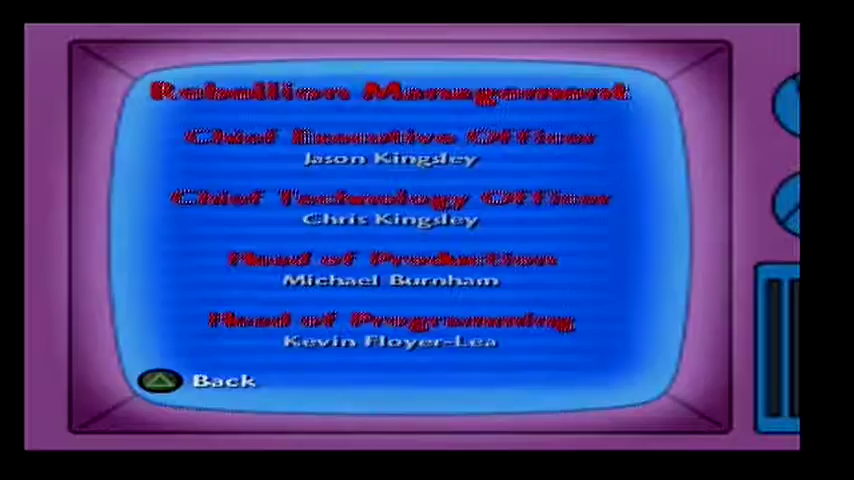 Rebellion Management
Chief Executive Officer
Jason Kingsley
Chief Technology Officer
Chris Kingsley
Head of Production
Michael Burnham
Head of Programming
Kevin Floyer-Lea
Back